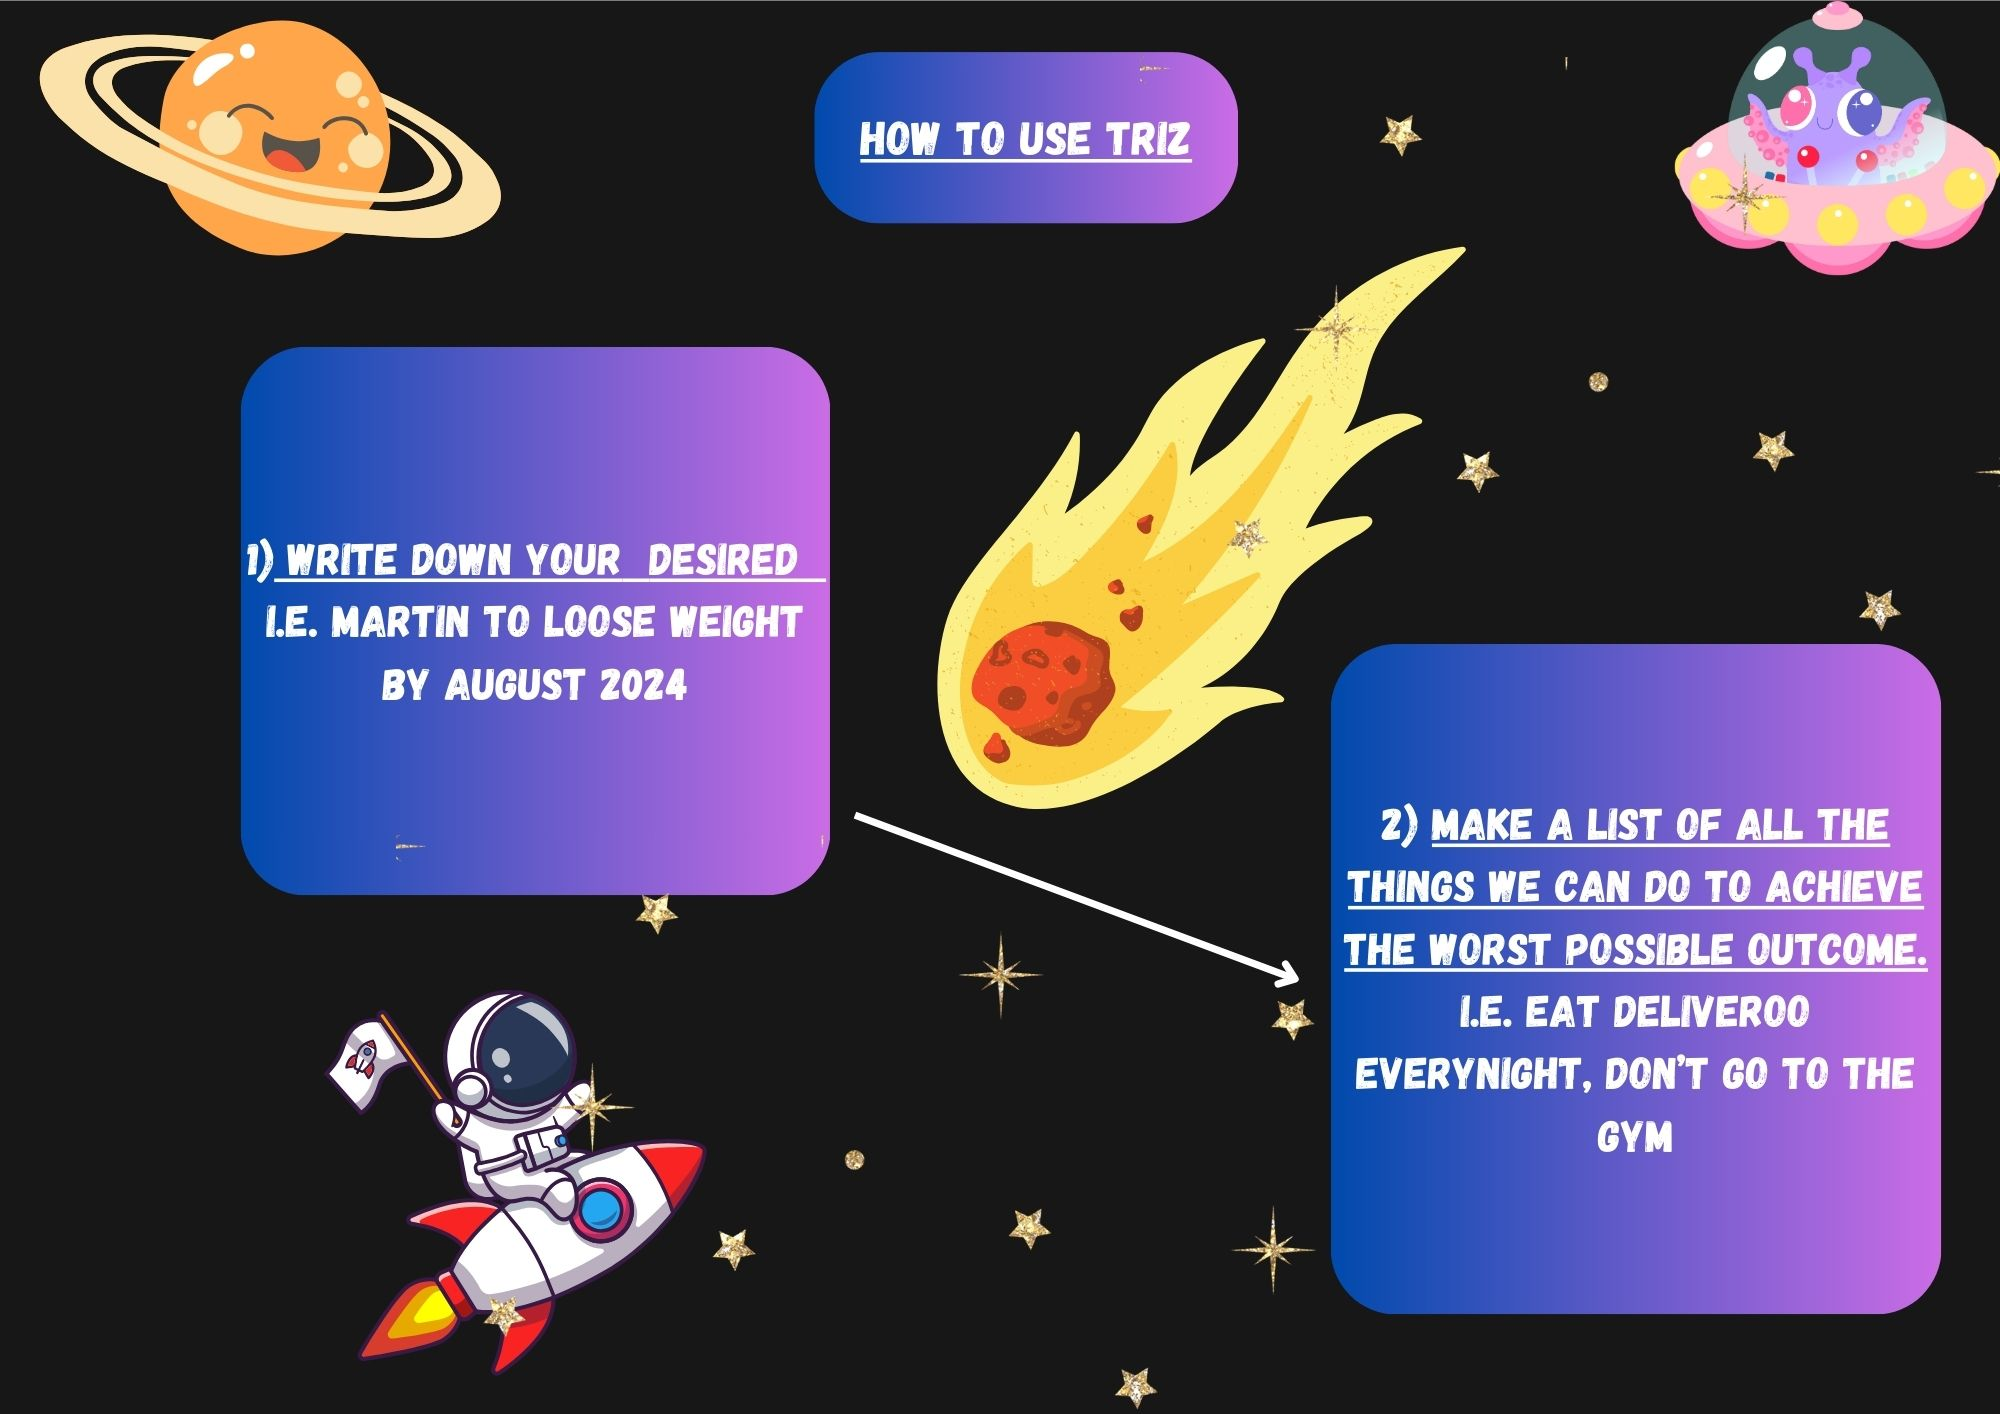 HOW TO USE TRIZ
1) WRITE DOWN YOUR DESIRED
I.E. MARTIN TO LOOSE WEIGHT
BY AUGUST 2024
2) MAKE A LIST OF ALL THE
THINGS WE CAN DO TO ACHIEVE
THE WORST POSSIBLE OUTCOME.
I.E. EAT DELIVEROO
EVERYNIGHT, DON'T GO TO THE
GYM